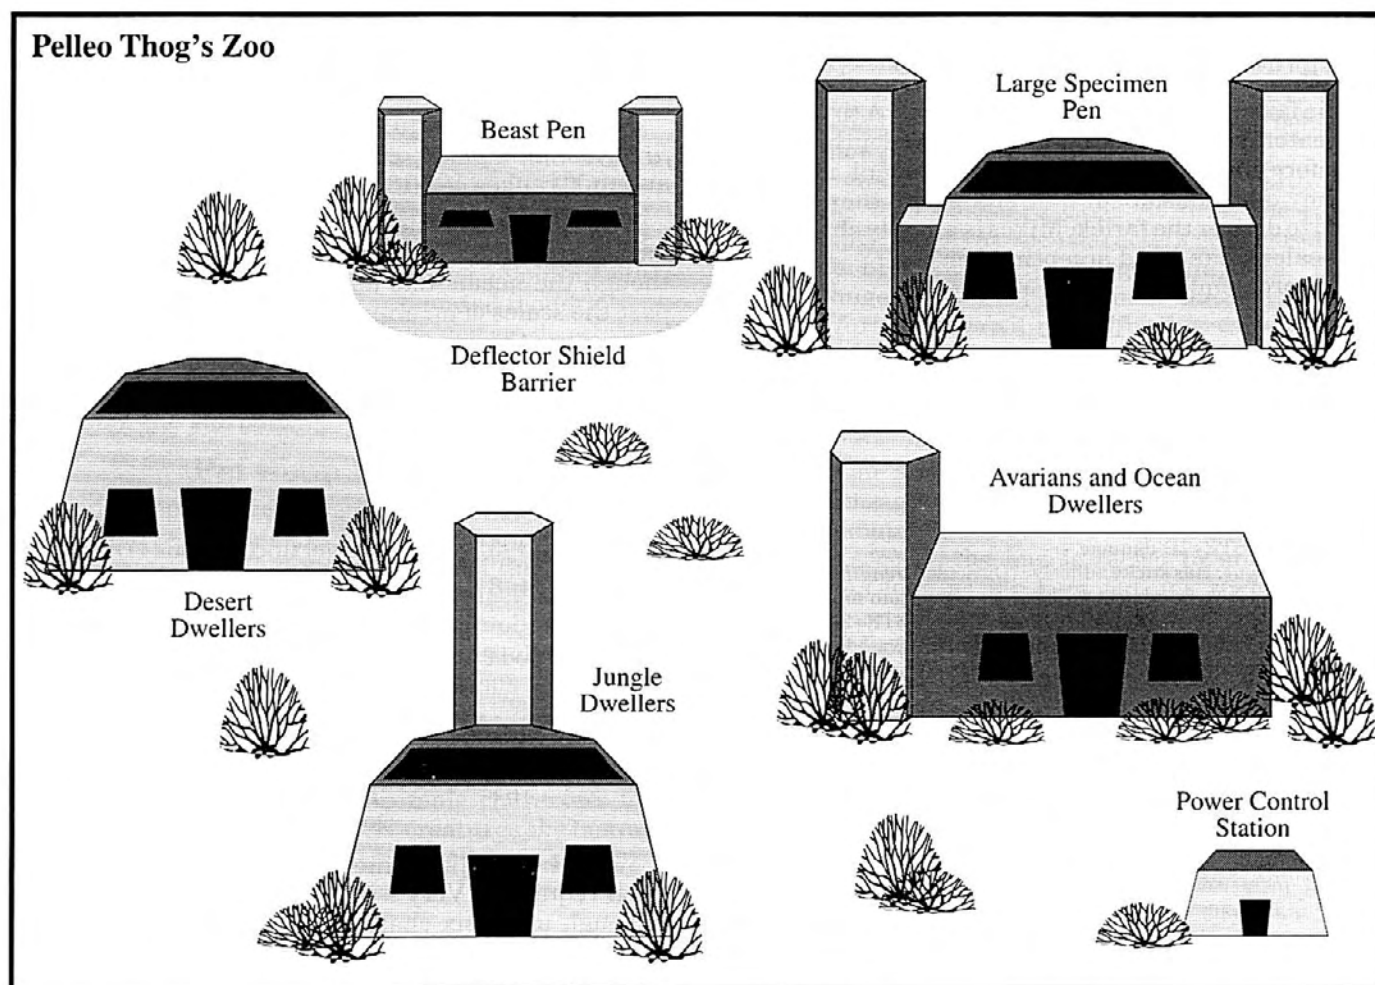 Pelleo Thog's Zoo
Beast Pen
Large Specimen
Pen
Deflector Shield
Barrier
Avarians and Ocean
Dwellers
Desert
Dwellers
Jungle
Dwellers
Power Control
Station